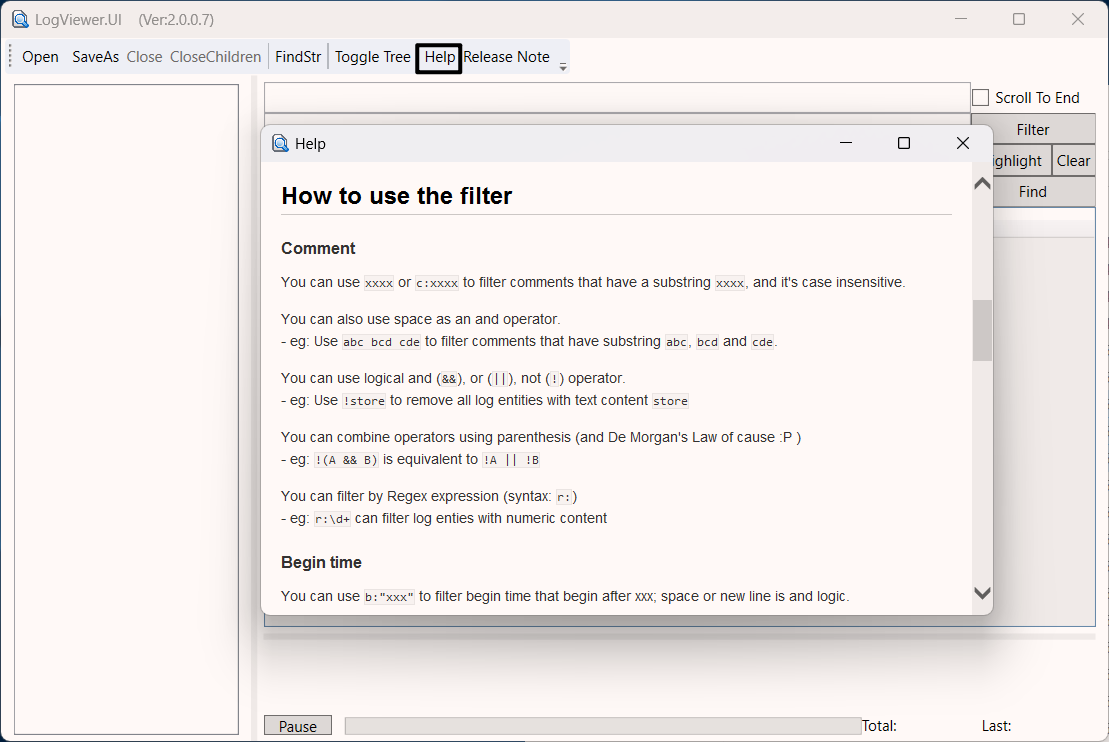 LogViewer.UI (Ver:2.0.0.7)
Open SaveAs Close CloseChildren FindStr Toggle Tree Help Release Note
Scroll To End
Filter
ghlight Clear
Find
Help
How to use the filter
Comment
You can use xxxx or c:xxxx to filter comments that have a substring xxxx, and it's case insensitive.
You can also use space as an and operator.
- eg: Use abc bcd cde to filter comments that have substring abc, bcd and cde.
You can use logical and (&&), or (||), not (!) operator.
- eg: Use !store to remove all log entities with text content store
You can combine operators using parenthesis (and De Morgan's Law of cause :P )
- eg: !(A && B) is equivalent to !A || !B
You can filter by Regex expression (syntax: r:)
- eg: r:\d+ can filter log enties with numeric content
Begin time
You can use b:"xxx" to filter begin time that begin after xxx; space or new line is and logic.
Pause Total: Last: